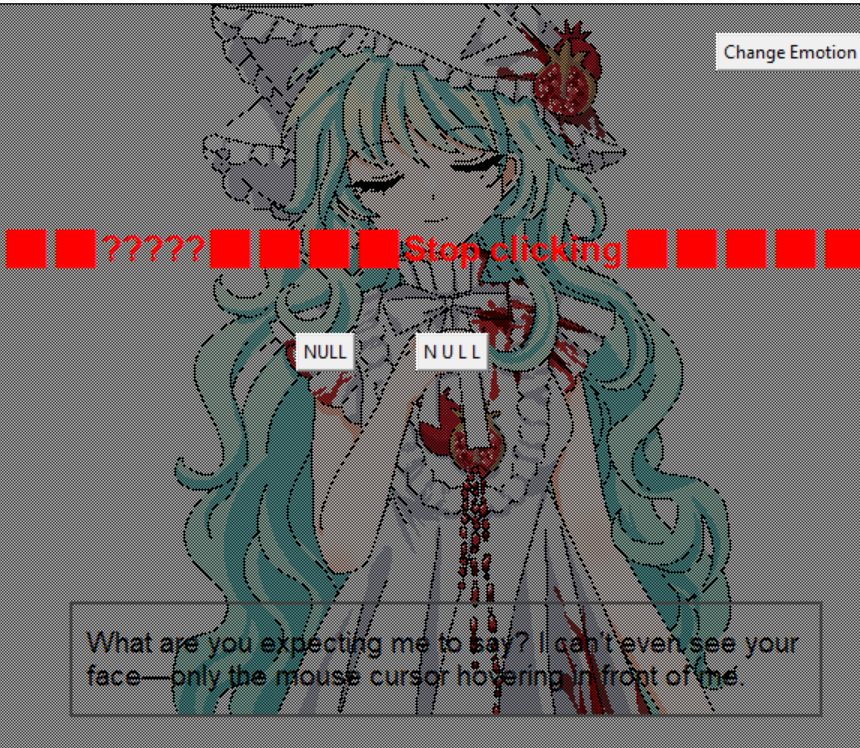 Change Emotion
?????Stop clicking
NULL
N U L L
What are you expecting me to say? I can't even see your
face—only the mouse cursor hovering in front of me.